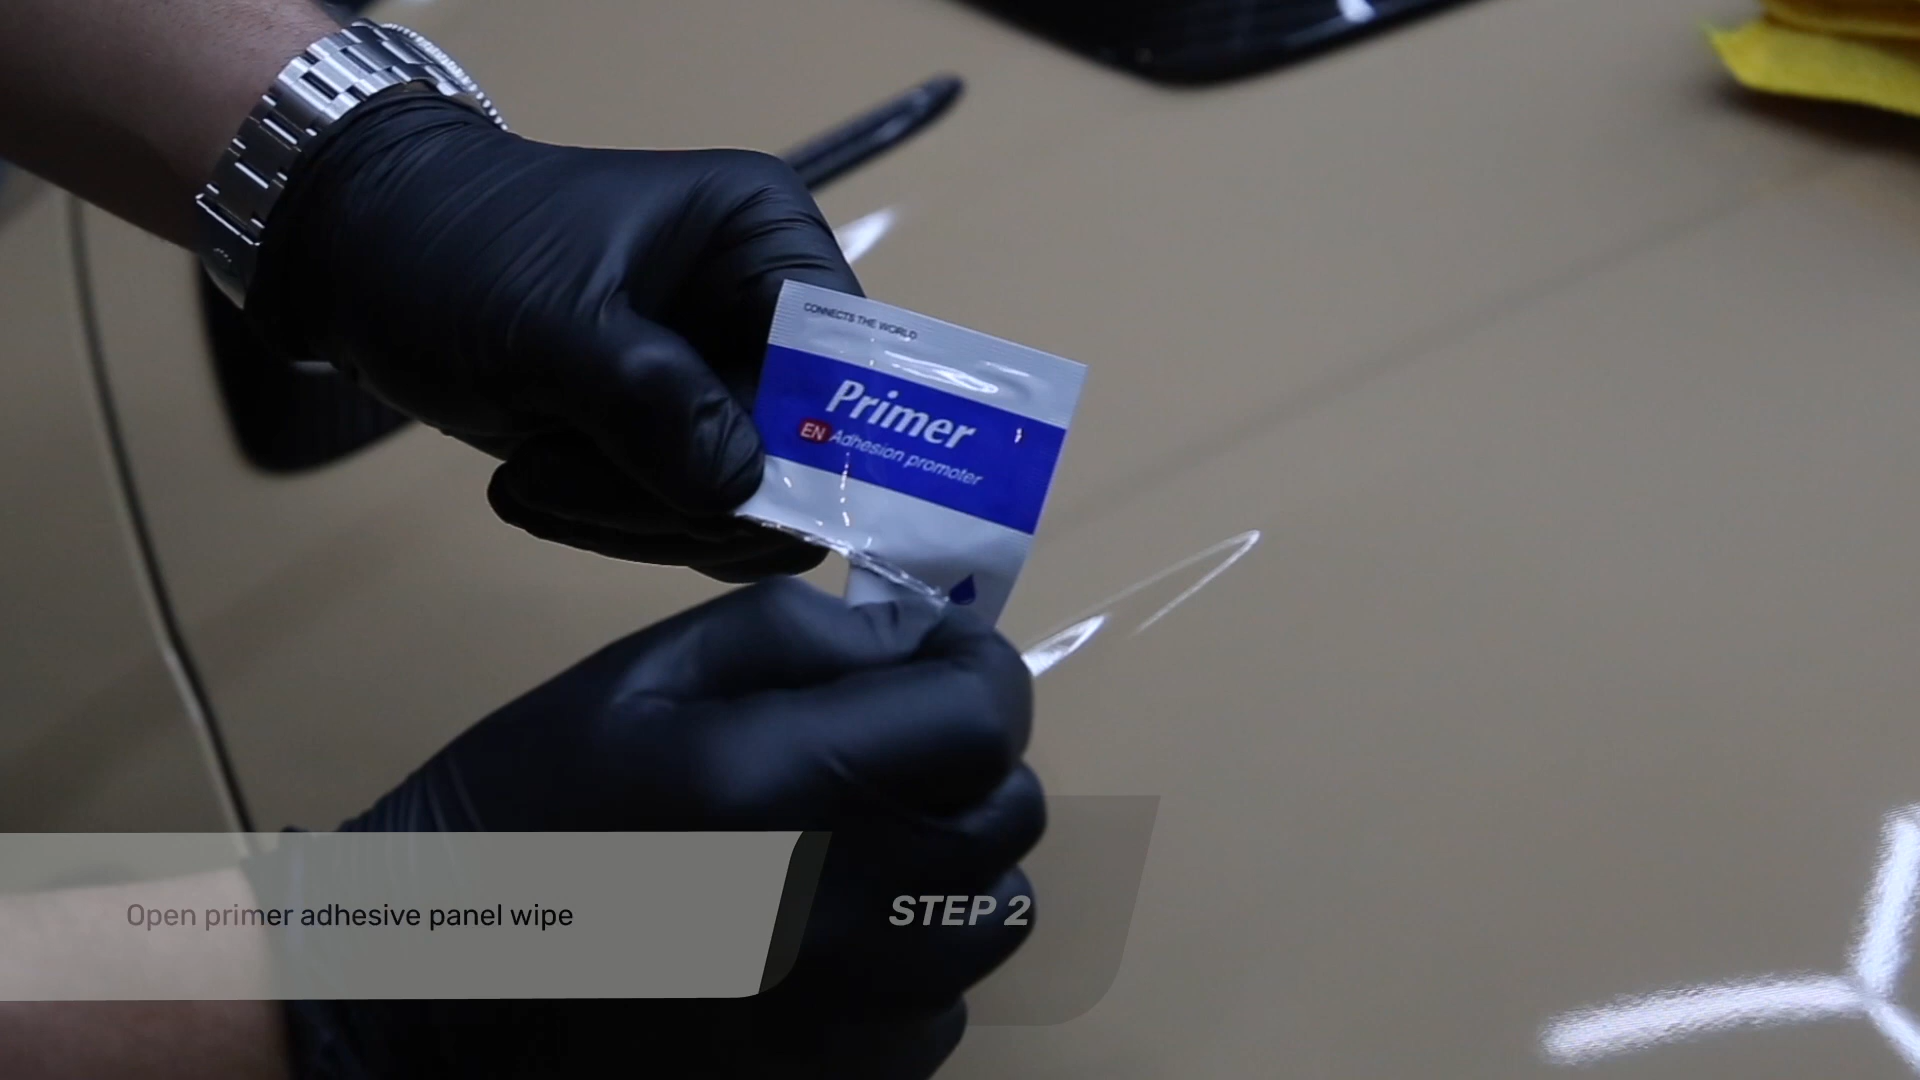 CONNECTS THE WORLD
Primer
EN Adhesion promoter
Open primer adhesive panel wipe
STEP 2